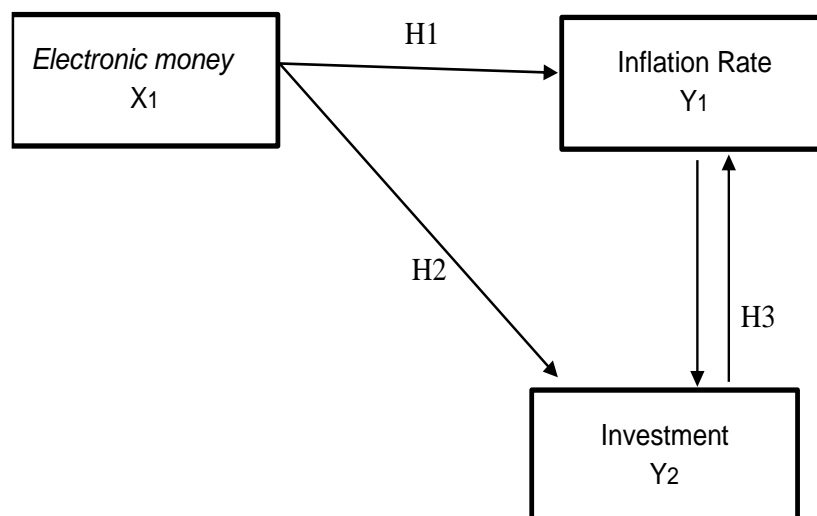 H1
Electronic money
X1
Inflation Rate
Y1
H2
H3
Investment
Y2